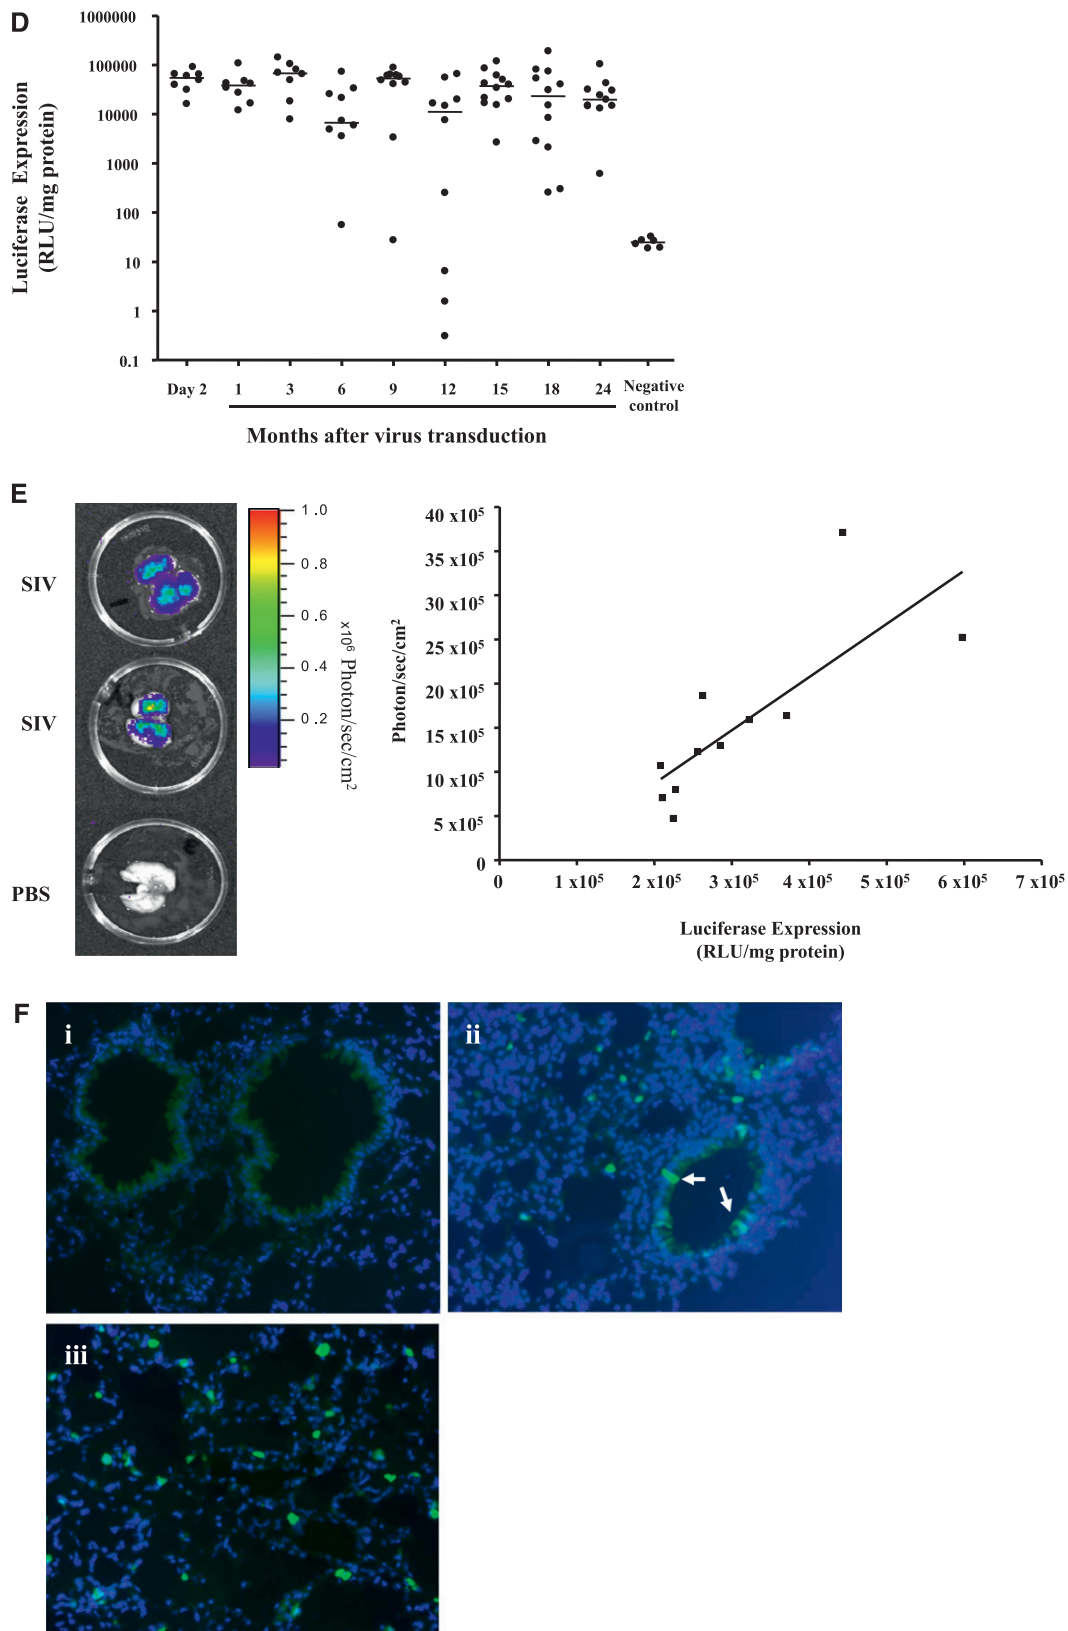 D
Luciferase Expression
(RLU/mg protein)
1000000
100000
10000
1000
100
10
1
0.1
Day 2 1 3 6 9 12 15 18 24 Negative
control
Months after virus transduction
E
SIV
SIV
PBS
1.0
0.8
0.6
0.4
0.2
x10⁶ Photon/sec/cm²
Photon/sec/cm²
40 x10⁵
35 x10⁵
30 x10⁵
25 x10⁵
20 x10⁵
15 x10⁵
10 x10⁵
5 x10⁵
0
0 1 x10⁵ 2 x10⁵ 3 x10⁵ 4 x10⁵ 5 x10⁵ 6 x10⁵ 7 x10⁵
Luciferase Expression
(RLU/mg protein)
F
i
ii
iii